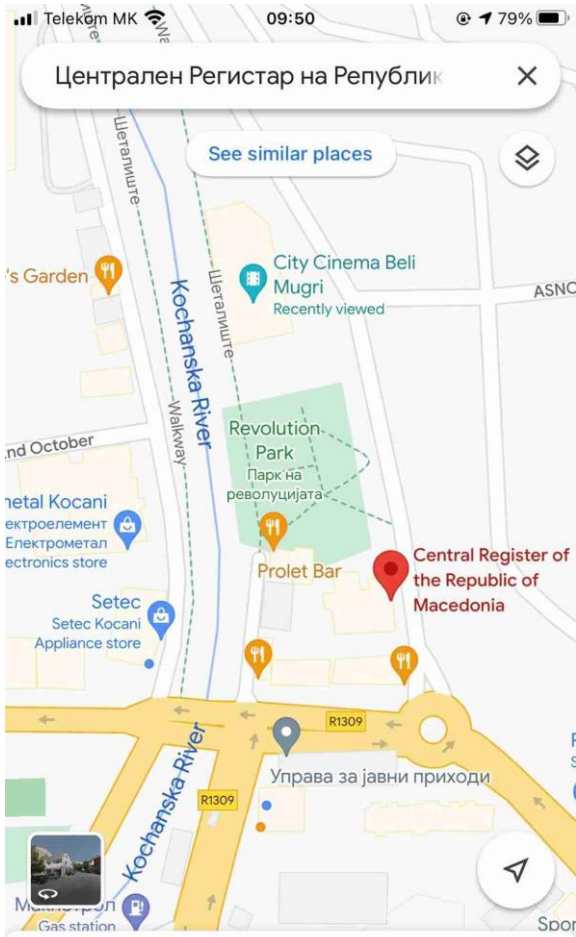 Telekom MK
09:50
79%
Централен Регистар на Републик
See similar places
Шеталиште
's Garden
City Cinema Beli
Mugri
Recently viewed
Шеталиште
Kochanska River
ASNO
Walkway
nd October
Revolution
Park
Парк на
револуцијата
metal Kocani
ектроелемент
Електрометал
ectronics store
Prolet Bar
Central Register of
the Republic of
Macedonia
Setec
Setec Kocani
Appliance store
R1309
Управа за јавни приходи
R1309
Kochanska River
Gas station
Spor